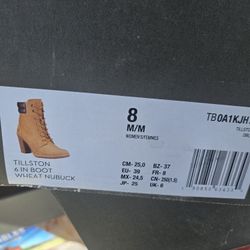 8
M/M
WOMEN'S/FEMMES
TB0A1KJH
TILLSTON
6 IN BOOT
WHEAT NUBUCK
CM- 25,0 BZ- 37
EU- 39 FR- 8
MX- 24,5 CN- 250(1.5)
JP- 25 UK- 6